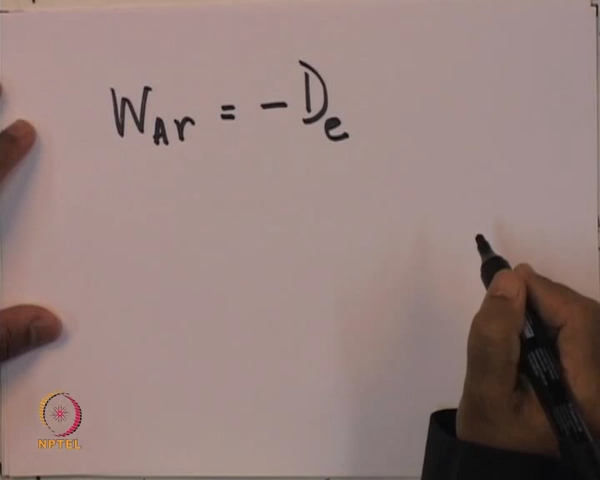 W_Ar = - D_e
NPTEL